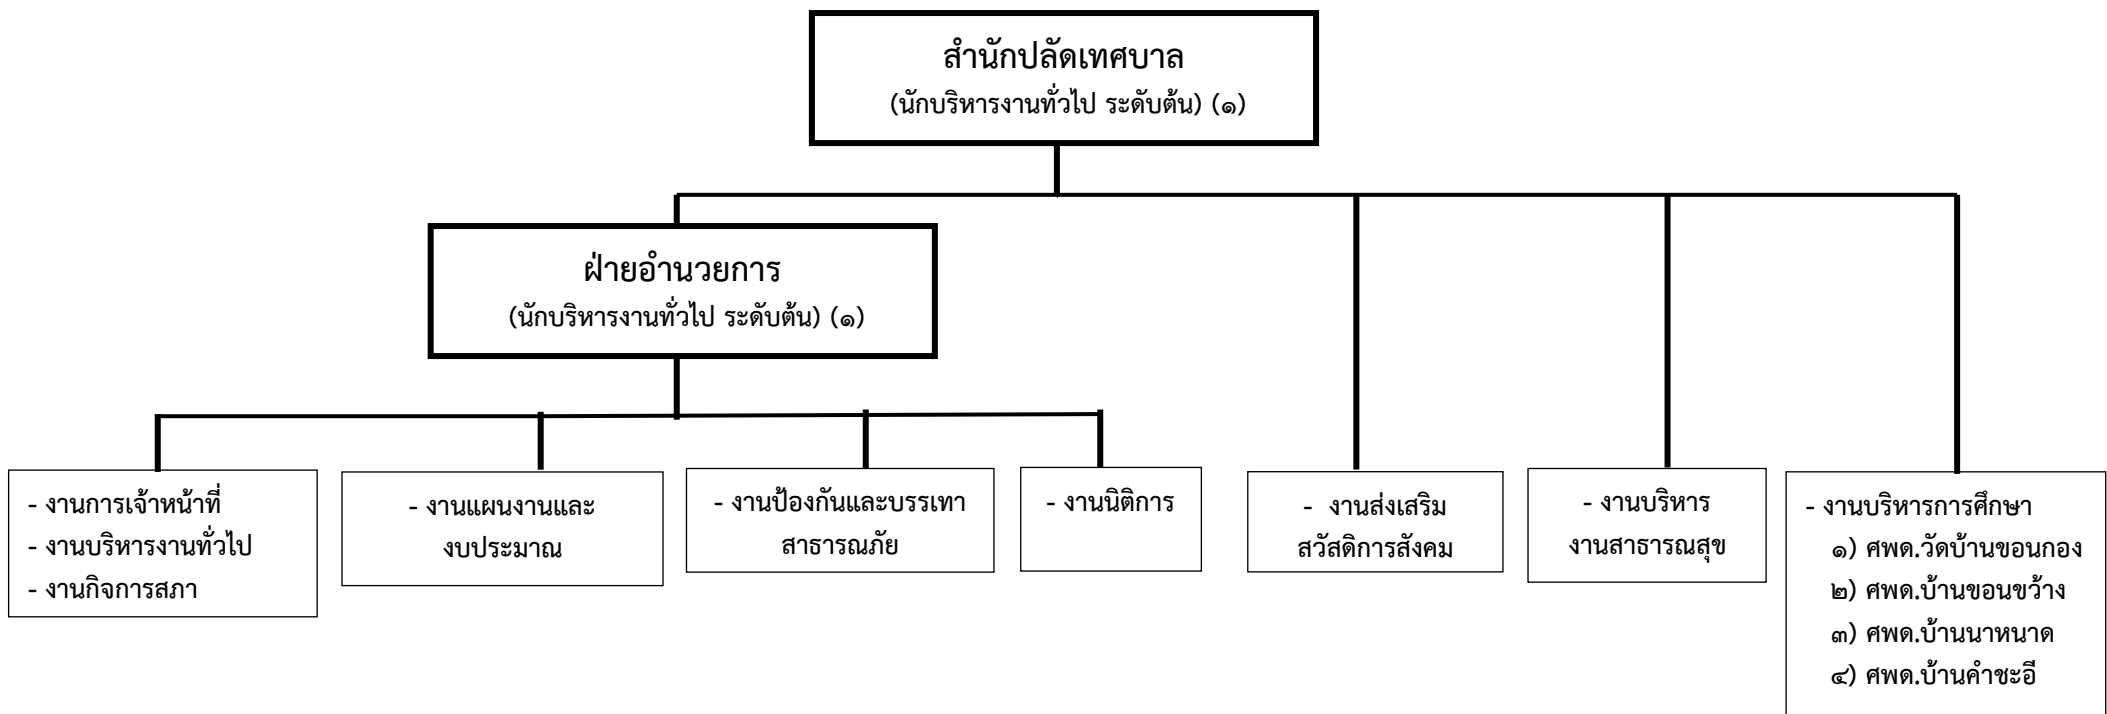 สำนักปลัดเทศบาล
(นักบริหารงานทั่วไป ระดับต้น) (๑)
ฝ่ายอำนวยการ
(นักบริหารงานทั่วไป ระดับต้น) (๑)
- งานการเจ้าหน้าที่
- งานบริหารงานทั่วไป
- งานกิจการสภา
- งานแผนงานและ
งบประมาณ
- งานป้องกันและบรรเทา
สาธารณภัย
- งานนิติการ
- งานส่งเสริม
สวัสดิการสังคม
- งานบริหาร
งานสาธารณสุข
- งานบริหารการศึกษา
๑) ศพด.วัดบ้านขอนกอง
๒) ศพด.บ้านขอนขว้าง
๓) ศพด.บ้านนาหนาด
๔) ศพด.บ้านคำชะอี